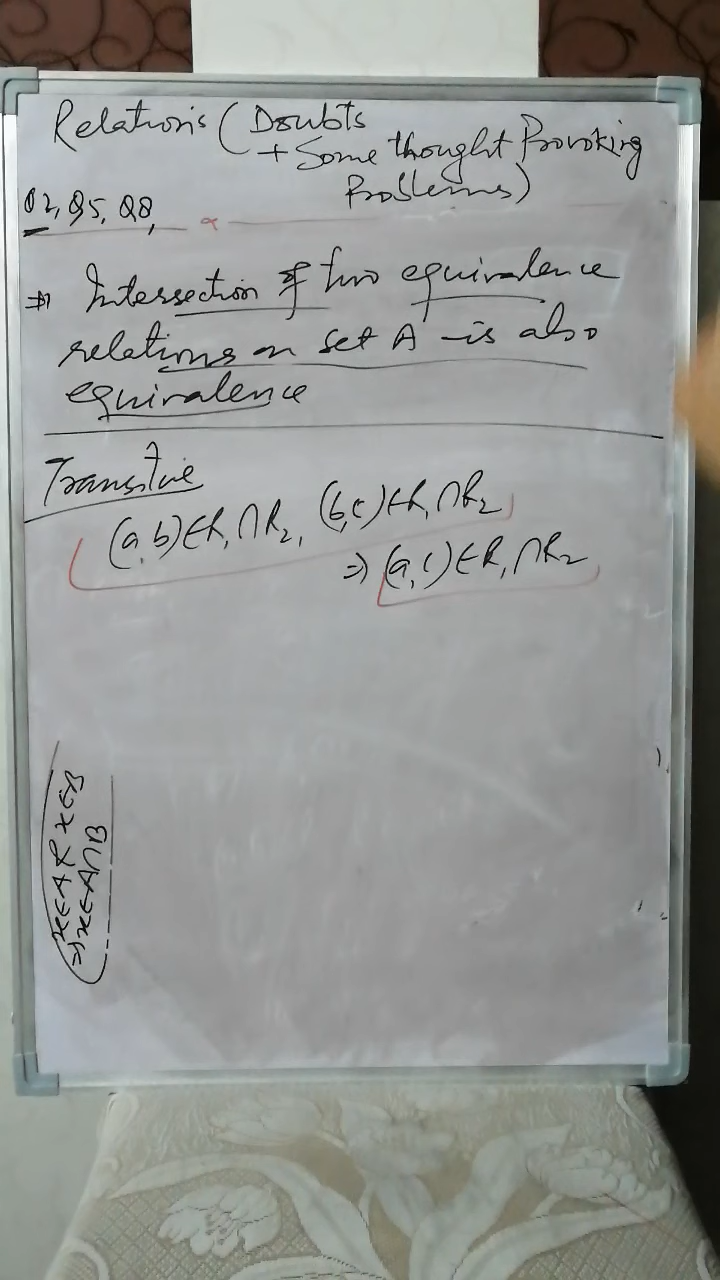 Relations (Doubts
+ Some thought Provoking
Problems)
Q2, Q5, Q8,
⇒ Intersection of two equivalence
relations on set A is also
equivalence
Transitive
(a,b)∈R₁∩R₂, (b,c)∈R₁∩R₂
⇒ (a,c)∈R₁∩R₂
x∈A & x∈B
⇒ x∈A∩B